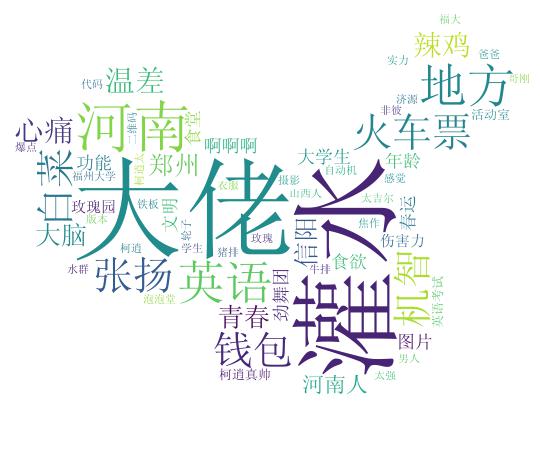 福大
辣鸡
爸爸
实力
哥刚
地方
代码
温差
济源
非彼
活动室
河南
二维码
食堂
火车票
心痛
爆点
啊啊啊
大学生
年龄
白菜
功能
郑州
福州大学
柯逍太
大佬
灌水
自动机
感觉
衣服
摄影
山西人
太吉尔
春运
玫瑰园
版本
铁板
文明
轮子
玫瑰
信阳
焦作
大脑
柯逍
学生
猪排
伤害力
水群
张扬
英语
劲舞团
牛排
食欲
机智
英语考试
泡泡堂
青春
钱包
图片
男人
柯逍真帅
河南人
太强